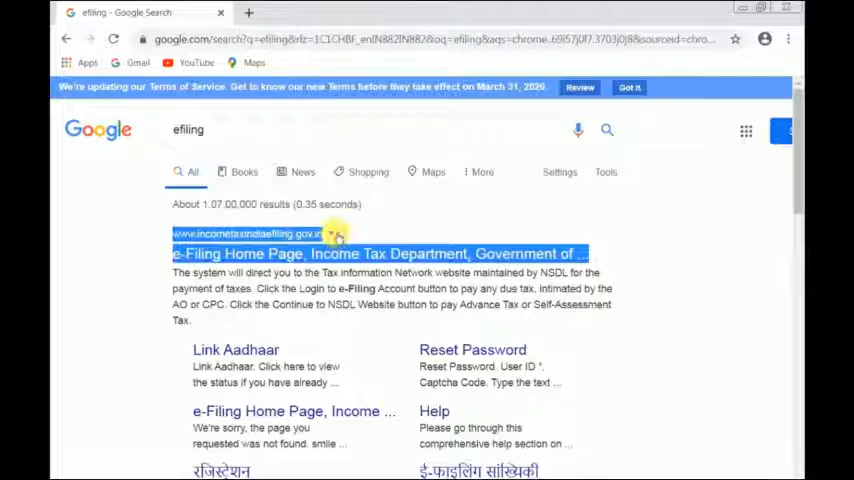 efiling - Google Search
google.com/search?q=efiling&rlz=1C1CHBF_enIN882IN882&oq=efiling&aqs=chrome..69i57j0l7.3703j0j8&sourceid=chro...
Apps Gmail YouTube Maps
We're updating our Terms of Service. Get to know our new Terms before they take effect on March 31, 2020. Review Got it
Google efiling
All Books News Shopping Maps More Settings Tools
About 1,07,00,000 results (0.35 seconds)
www.incometaxindiaefiling.gov.in
e-Filing Home Page, Income Tax Department, Government of ...
The system will direct you to the Tax information Network website maintained by NSDL for the
payment of taxes. Click the Login to e-Filing Account button to pay any due tax, Intimated by the
AO or CPC. Click the Continue to NSDL Website button to pay Advance Tax or Self-Assessment
Tax.
Link Aadhaar Reset Password
Link Aadhaar. Click here to view Reset Password. User ID *.
the status if you have already ... Captcha Code. Type the text ...
e-Filing Home Page, Income ... Help
We're sorry, the page you Please go through this
requested was not found. smile ... comprehensive help section on ...
रजिस्ट्रेशन ई-फाइलिंग सांख्यिकी